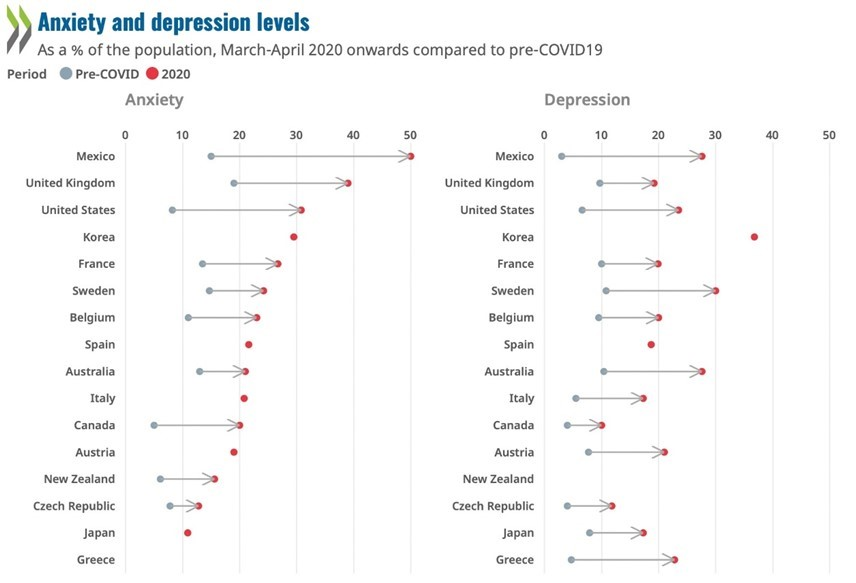 Anxiety and depression levels
As a % of the population, March-April 2020 onwards compared to pre-COVID19
Period Pre-COVID 2020
Anxiety
0 10 20 30 40 50
Mexico
United Kingdom
United States
Korea
France
Sweden
Belgium
Spain
Australia
Italy
Canada
Austria
New Zealand
Czech Republic
Japan
Greece
Depression
0 10 20 30 40 50
Mexico
United Kingdom
United States
Korea
France
Sweden
Belgium
Spain
Australia
Italy
Canada
Austria
New Zealand
Czech Republic
Japan
Greece